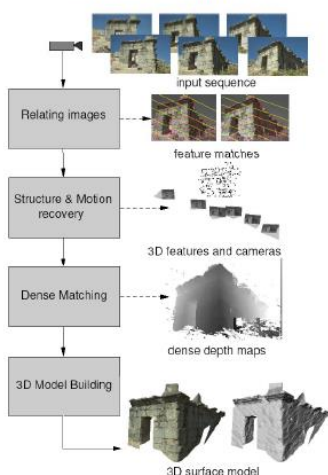 input sequence
Relating images
feature matches
Structure & Motion
recovery
3D features and cameras
Dense Matching
dense depth maps
3D Model Building
3D surface model